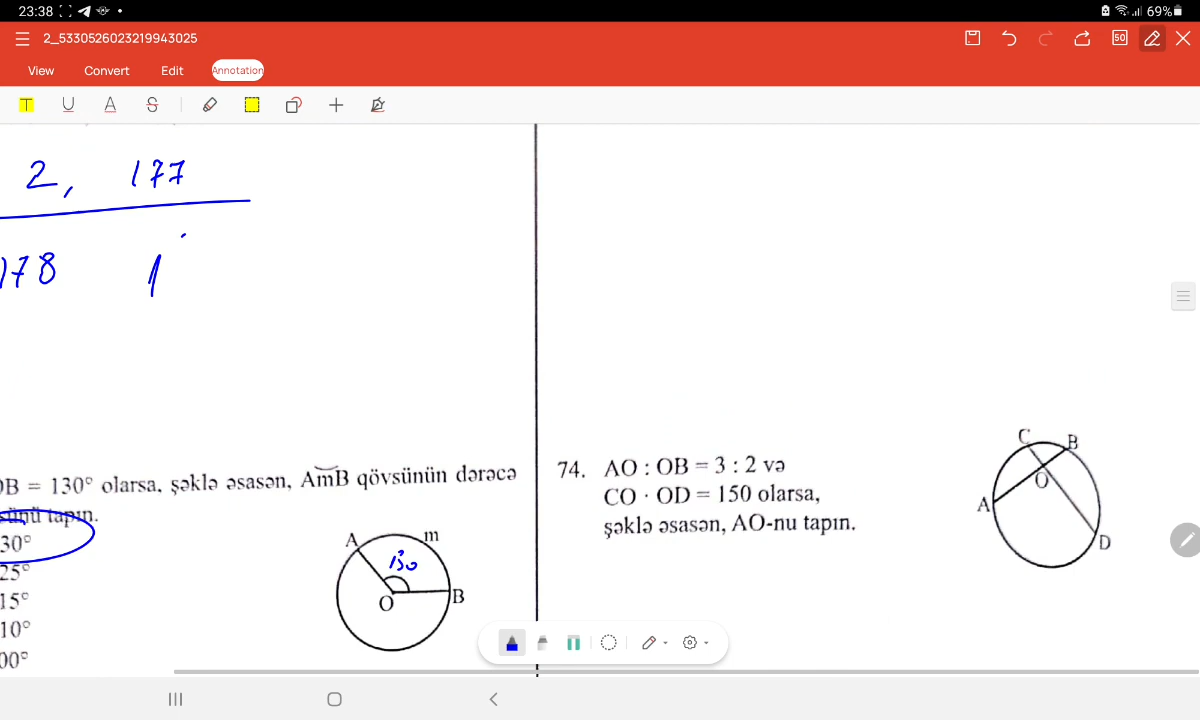 23:38
69%
2_5330526023219943025
50
View Convert Edit Annotation
T U A S
2, 177
178 1
OB = 130° olarsa, şəklə əsasən, AmB qövsünün dərəcə
sünü tapın.
30°
25°
15°
10°
00°
A m
130
O B
74. AO : OB = 3 : 2 və
CO · OD = 150 olarsa,
şəklə əsasən, AO-nu tapın.
C B
O
A
D